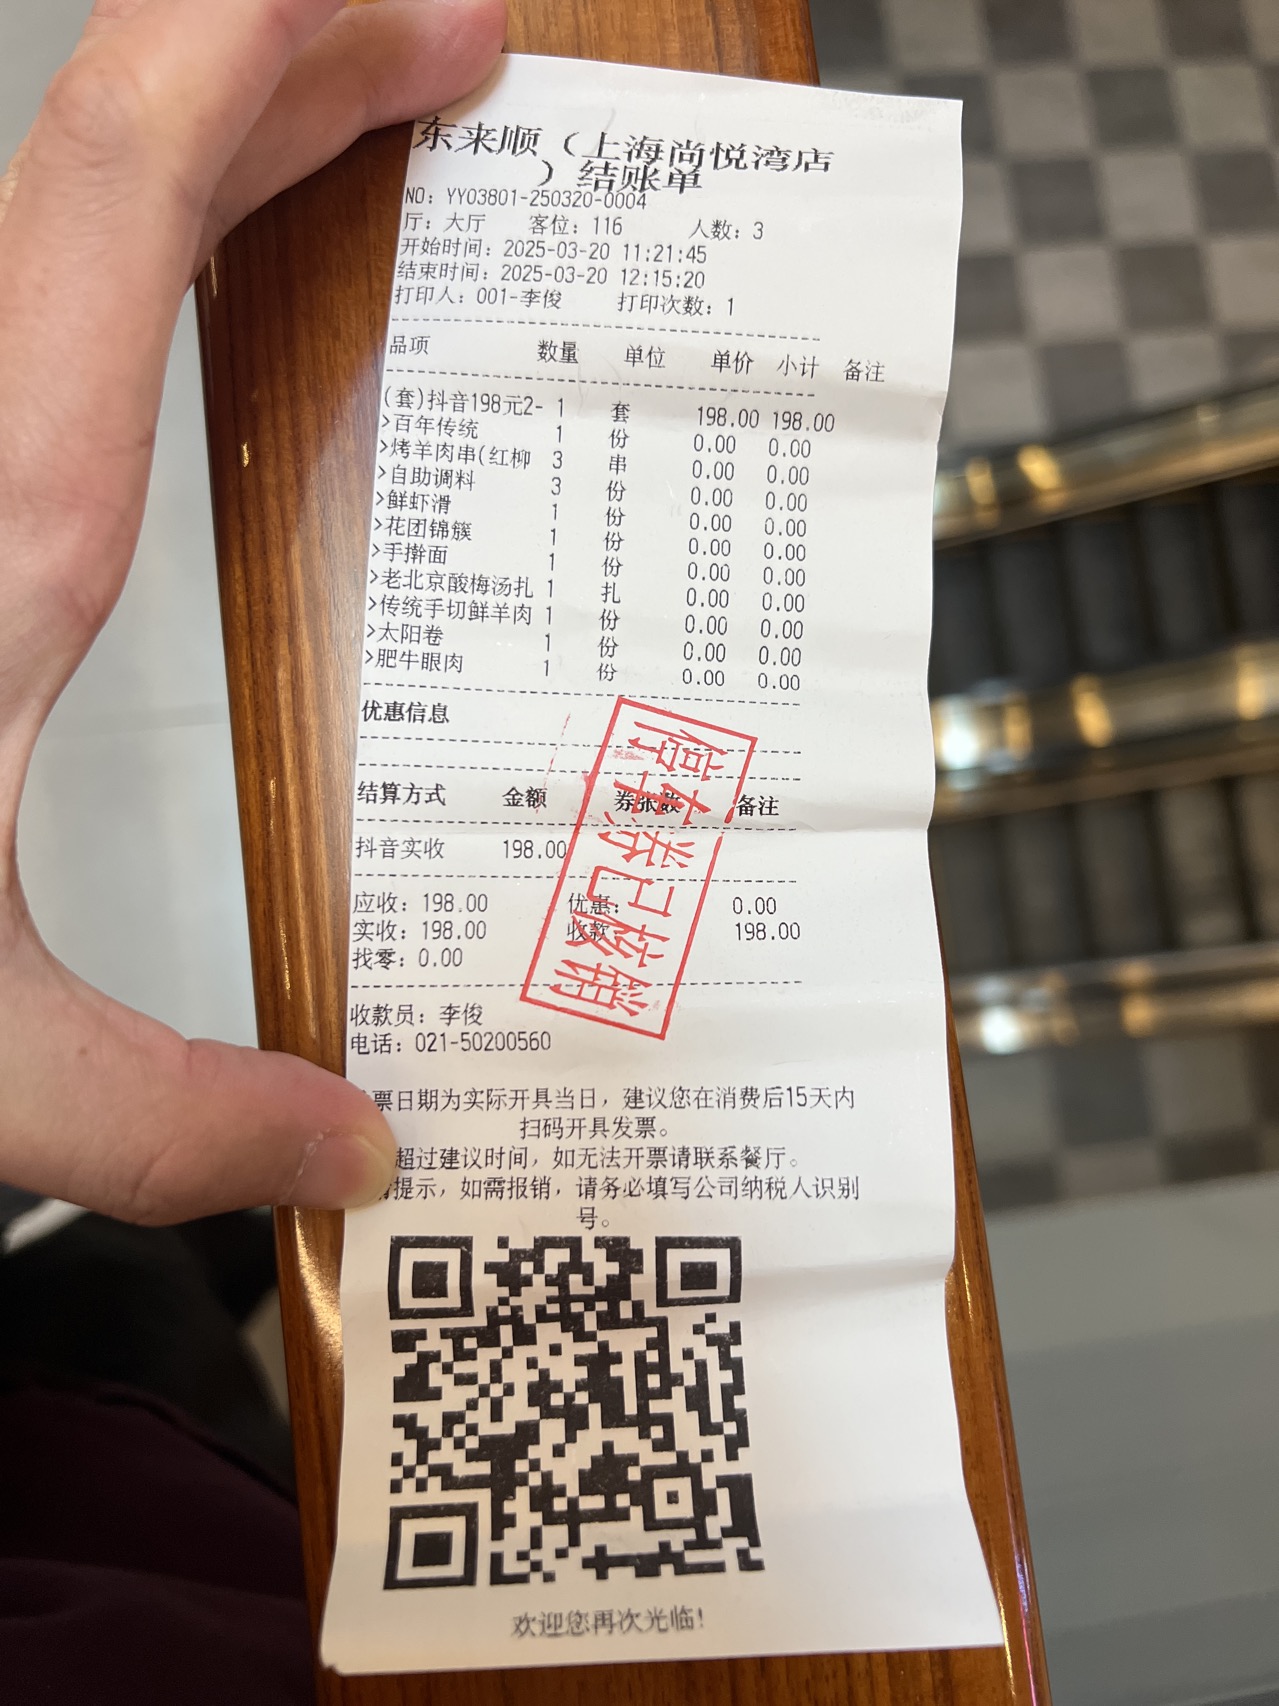 东来顺（上海尚悦湾店
）结账单
NO: YY03801-250320-0004
厅: 大厅 客位: 116 人数: 3
开始时间: 2025-03-20 11:21:45
结束时间: 2025-03-20 12:15:20
打印人: 001-李俊 打印次数: 1
品项 数量 单位 单价 小计 备注
(套)抖音198元2- 1 套 198.00 198.00
>百年传统 1 份 0.00 0.00
>烤羊肉串(红柳 3 串 0.00 0.00
>自助调料 3 份 0.00 0.00
>鲜虾滑 1 份 0.00 0.00
>花团锦簇 1 份 0.00 0.00
>手擀面 1 份 0.00 0.00
>老北京酸梅汤扎 1 扎 0.00 0.00
>传统手切鲜羊肉 1 份 0.00 0.00
>太阳卷 1 份 0.00 0.00
>肥牛眼肉 1 份 0.00 0.00
优惠信息
结算方式 金额 券张数 备注
抖音实收 198.00
应收: 198.00 优惠: 0.00
实收: 198.00 收款 198.00
找零: 0.00
停车券已核销
收款员: 李俊
电话: 021-50200560
票日期为实际开具当日，建议您在消费后15天内
扫码开具发票。
超过建议时间，如无法开票请联系餐厅。
提示，如需报销，请务必填写公司纳税人识别
号。
欢迎您再次光临!